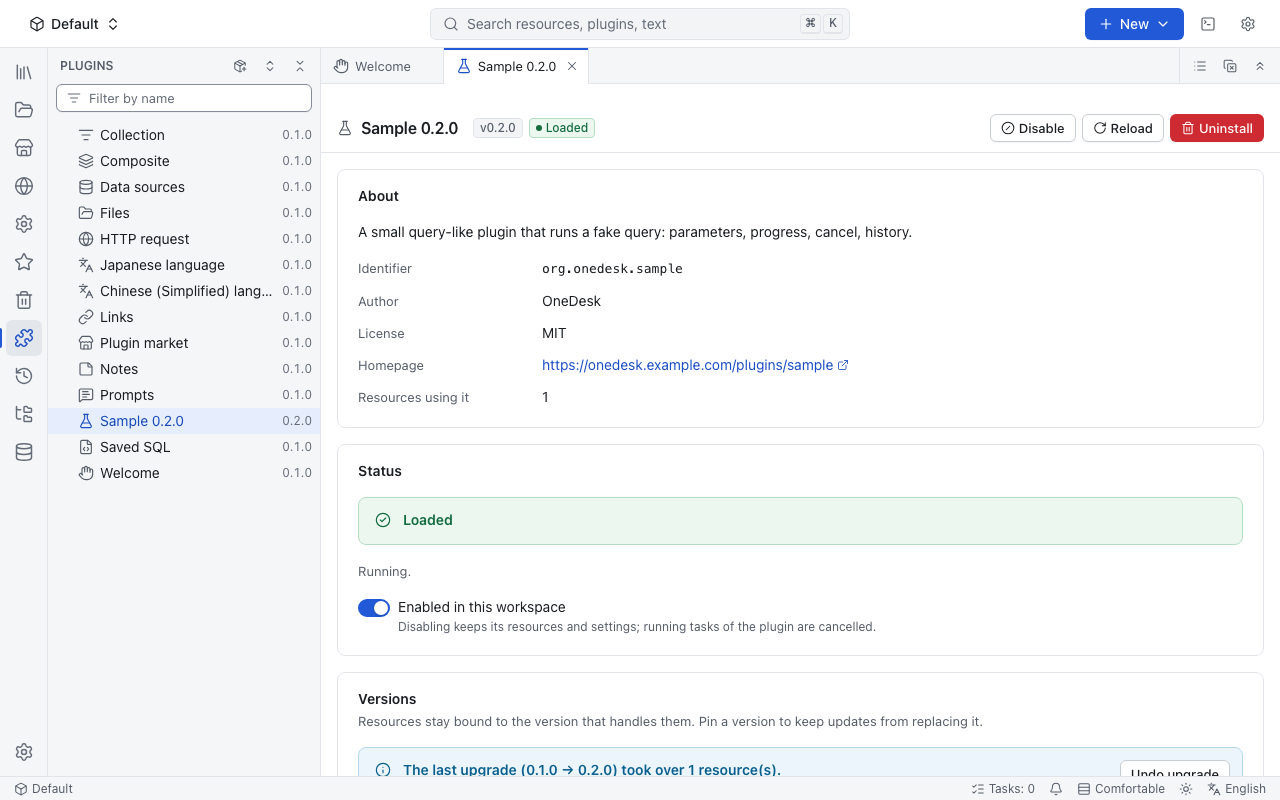 Default
Search resources, plugins, text
⌘ K
New
PLUGINS
Filter by name
Collection 0.1.0
Composite 0.1.0
Data sources 0.1.0
Files 0.1.0
HTTP request 0.1.0
Japanese language 0.1.0
Chinese (Simplified) lang... 0.1.0
Links 0.1.0
Plugin market 0.1.0
Notes 0.1.0
Prompts 0.1.0
Sample 0.2.0 0.2.0
Saved SQL 0.1.0
Welcome 0.1.0
Welcome
Sample 0.2.0
Sample 0.2.0 v0.2.0 Loaded
Disable Reload Uninstall
About
A small query-like plugin that runs a fake query: parameters, progress, cancel, history.
Identifier org.onedesk.sample
Author OneDesk
License MIT
Homepage https://onedesk.example.com/plugins/sample
Resources using it 1
Status
Loaded
Running.
Enabled in this workspace
Disabling keeps its resources and settings; running tasks of the plugin are cancelled.
Versions
Resources stay bound to the version that handles them. Pin a version to keep updates from replacing it.
The last upgrade (0.1.0 → 0.2.0) took over 1 resource(s).
Undo upgrade
Default
Tasks: 0
Comfortable
English